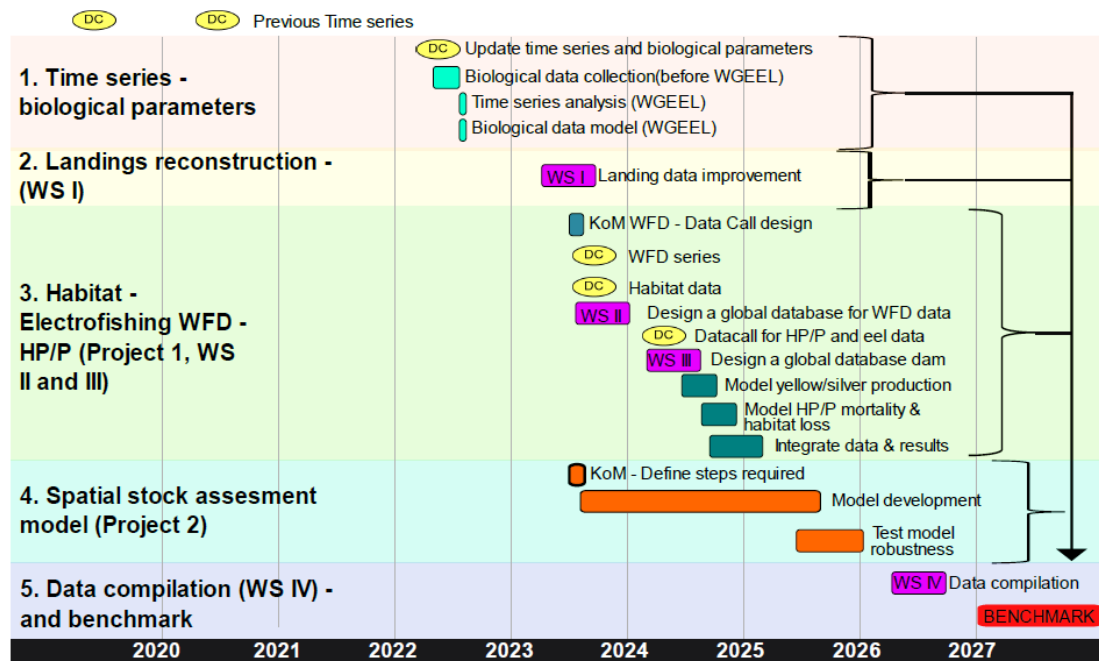 DC DC Previous Time series
DC Update time series and biological parameters
1. Time series -
biological parameters
Biological data collection(before WGEEL)
Time series analysis (WGEEL)
Biological data model (WGEEL)
2. Landings reconstruction -
(WS I)
WS I Landing data improvement
3. Habitat -
Electrofishing WFD -
HP/P (Project 1, WS
II and III)
KoM WFD - Data Call design
DC WFD series
DC Habitat data
WS II Design a global database for WFD data
DC Datacall for HP/P and eel data
WS III Design a global database dam
Model yellow/silver production
Model HP/P mortality &
habitat loss
Integrate data & results
4. Spatial stock assesment
model (Project 2)
KoM - Define steps required
Model development
Test model
robustness
5. Data compilation (WS IV) -
and benchmark
WS IV Data compilation
BENCHMARK
2020 2021 2022 2023 2024 2025 2026 2027